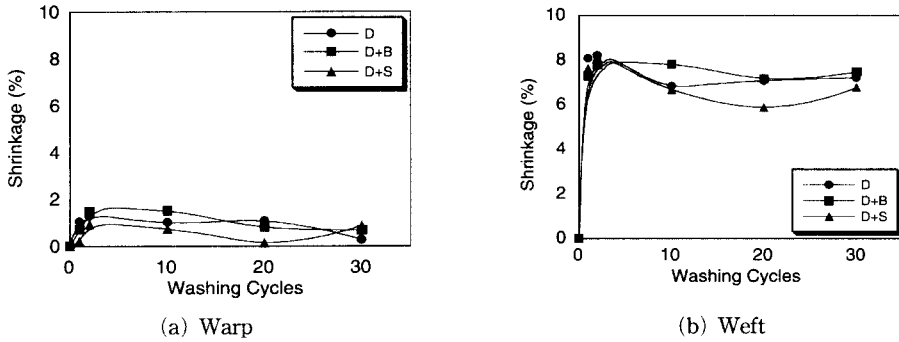 10
8
6
4
2
0
Shrinkage (%)
D
D+B
D+S
0 10 20 30
Washing Cycles
(a) Warp
10
8
6
4
2
0
Shrinkage (%)
D
D+B
D+S
0 10 20 30
Washing Cycles
(b) Weft